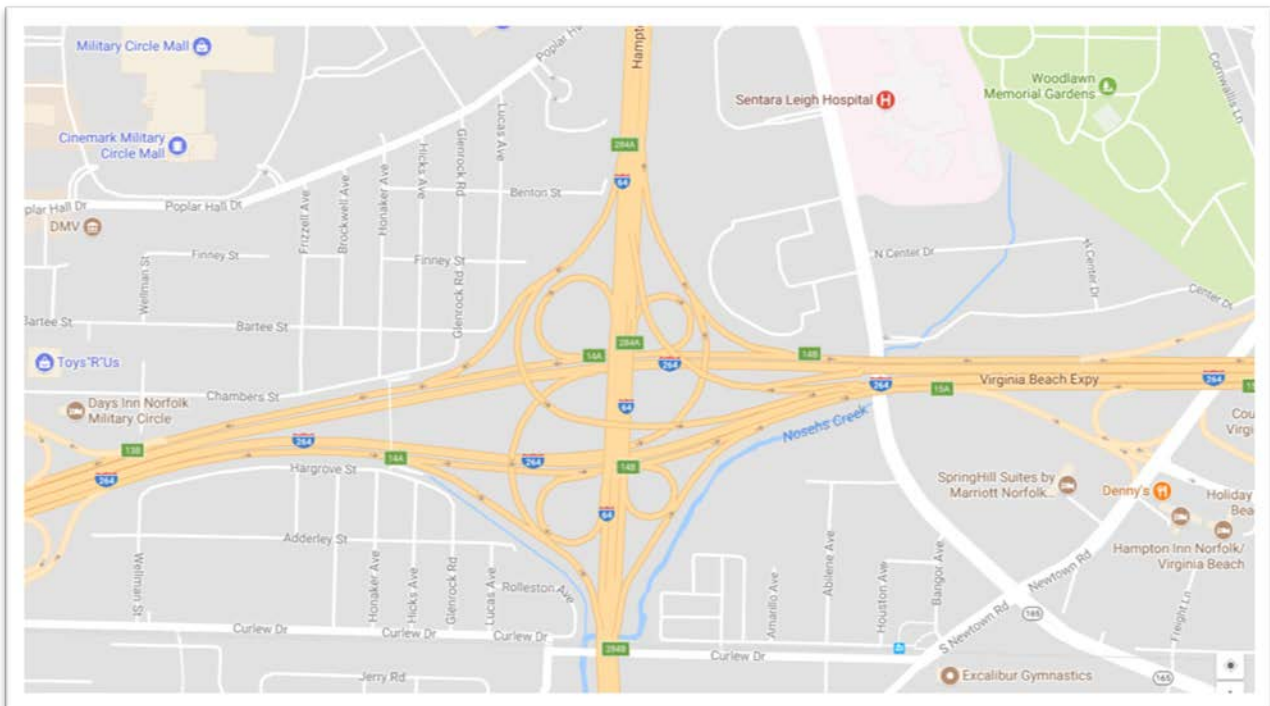 Military Circle Mall
Poplar
Hampt
Sentara Leigh Hospital
H
Woodlawn
Memorial Gardens
Cornwallis Ln
Cinemark Military
Circle Mall
284A
64
Hicks Ave
Glenrock Rd
Lucas Ave
Benton St
Honaker Ave
Brockwell Ave
Frizzell Ave
plar Hall Dr
Poplar Hall Dr
DMV
Finney St
Finney St
Wellman St
N Center Dr
N Center Dr
Center Dr
Bartee St
Bartee St
Glenrock Rd
284A
14A
264
14B
Toys"R"Us
Chambers St
264
15A
Virginia Beach Expy
264
15
Days Inn Norfolk
Military Circle
64
Nosehs Creek
Cou
Virgi
13B
264
264
14A
264
14B
Hargrove St
SpringHill Suites by
Marriott Norfolk...
Denny's
Holiday
Bea
64
Hampton Inn Norfolk/
Virginia Beach
Adderley St
Wellman St
Honaker Ave
Hicks Ave
Glenrock Rd
Lucas Ave
Rolleston Ave
Amarillo Ave
Abilene Ave
Houston Ave
Bangor Ave
Newtown Rd
S Newtown Rd
165
Freight Ln
Curlew Dr
Curlew Dr
Curlew Dr
284B
Curlew Dr
Jerry Rd
Excalibur Gymnastics
165